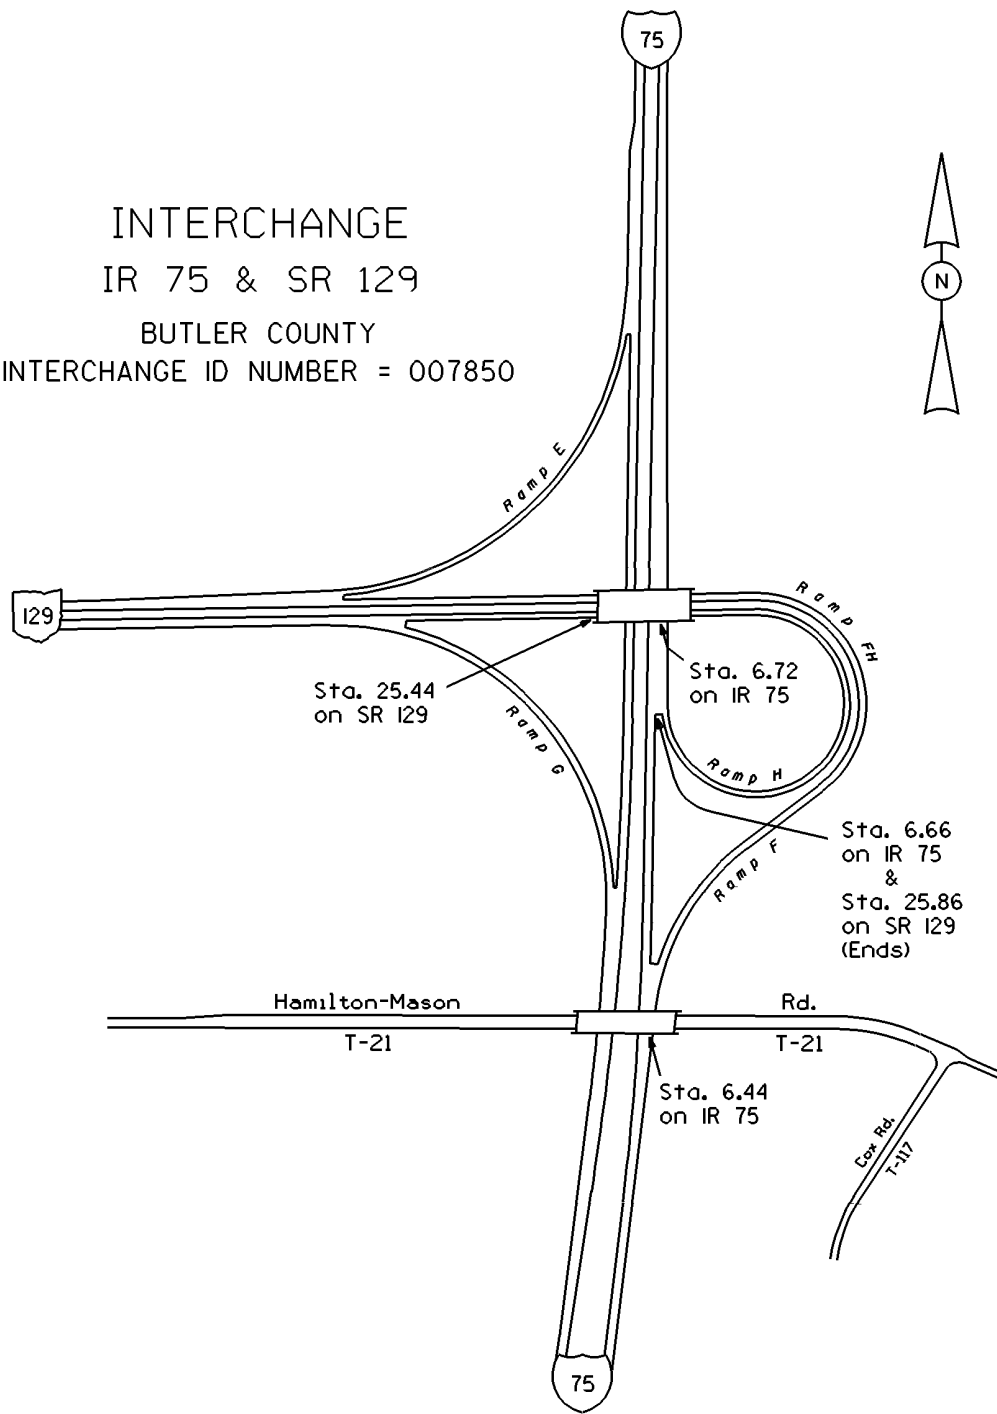 75
INTERCHANGE
IR 75 & SR 129
BUTLER COUNTY
INTERCHANGE ID NUMBER = 007850
N
Ramp E
129
Ramp FH
Sta. 6.72
on IR 75
Sta. 25.44
on SR 129
Ramp G
Ramp H
Sta. 6.66
on IR 75
&
Sta. 25.86
on SR 129
(Ends)
Ramp F
Hamilton-Mason
Rd.
T-21
T-21
Sta. 6.44
on IR 75
Cox Rd.
T-117
75